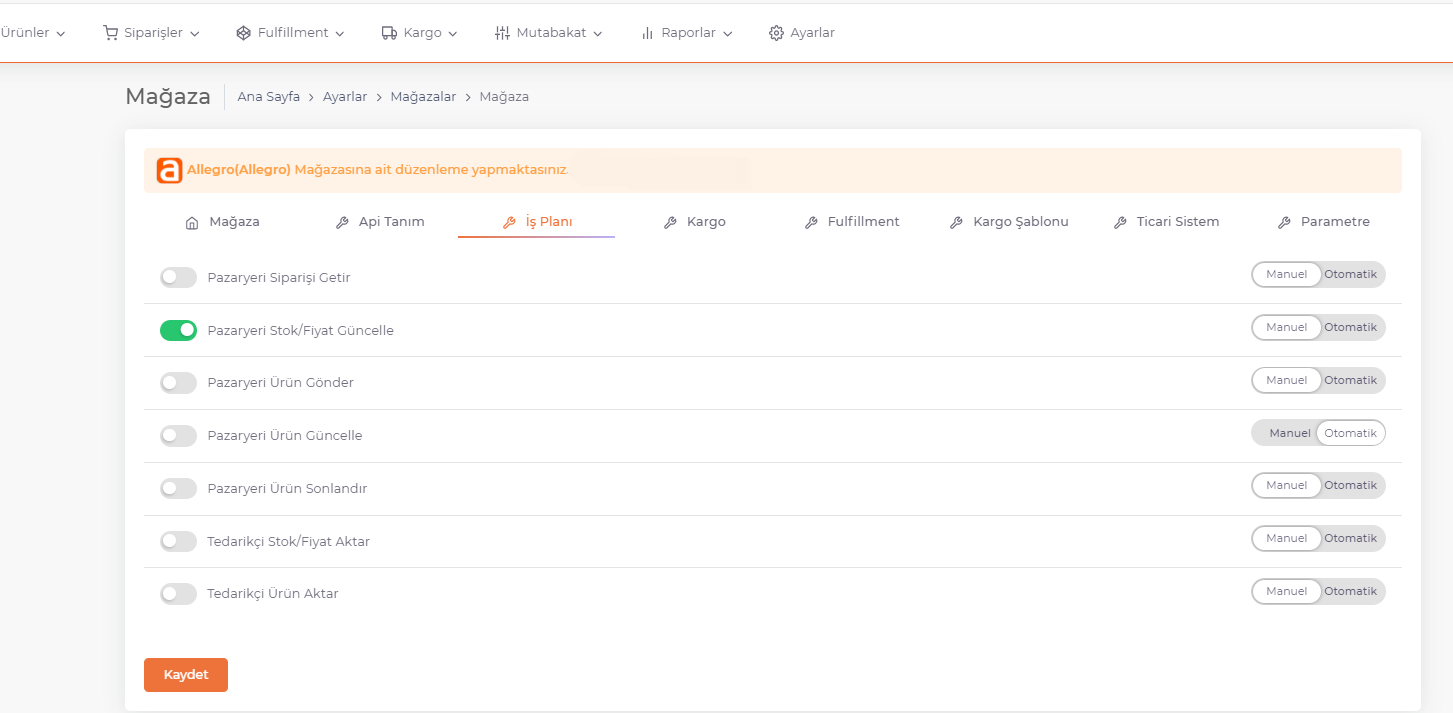 Ürünler Siparişler Fulfillment Kargo Mutabakat Raporlar Ayarlar
Mağaza Ana Sayfa > Ayarlar > Mağazalar > Mağaza
a Allegro(Allegro) Mağazasına ait düzenleme yapmaktasınız.
Mağaza Api Tanım İş Planı Kargo Fulfillment Kargo Şablonu Ticari Sistem Parametre
Pazaryeri Siparişi Getir Manuel Otomatik
Pazaryeri Stok/Fiyat Güncelle Manuel Otomatik
Pazaryeri Ürün Gönder Manuel Otomatik
Pazaryeri Ürün Güncelle Manuel Otomatik
Pazaryeri Ürün Sonlandır Manuel Otomatik
Tedarikçi Stok/Fiyat Aktar Manuel Otomatik
Tedarikçi Ürün Aktar Manuel Otomatik
Kaydet